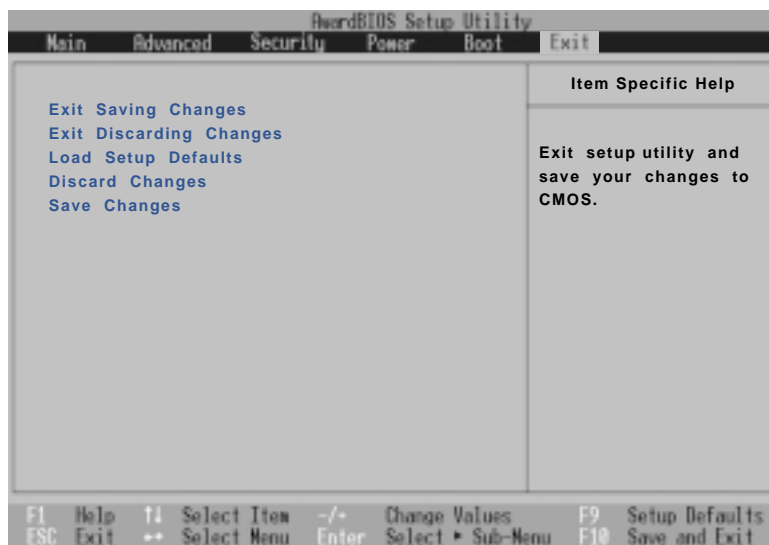 AwardBIOS Setup Utility
Main Advanced Security Power Boot Exit
Item Specific Help
Exit Saving Changes
Exit Discarding Changes
Load Setup Defaults
Discard Changes
Save Changes
Exit setup utility and
save your changes to
CMOS.
F1 Help ↑↓ Select Item -/+ Change Values F9 Setup Defaults
ESC Exit ←→ Select Menu Enter Select ▸ Sub-Menu F10 Save and Exit